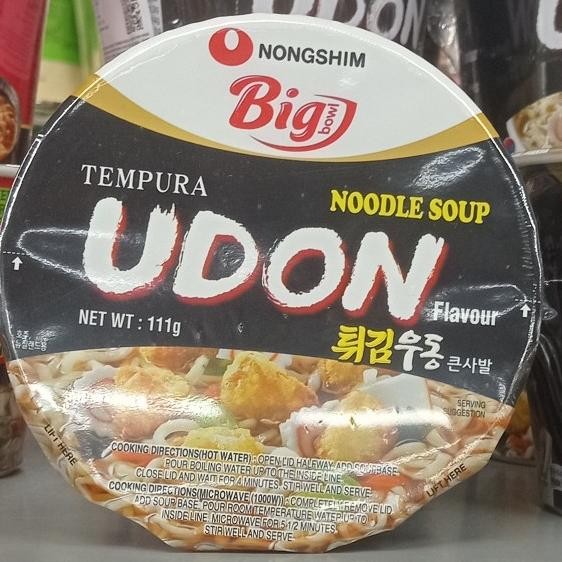 NONGSHIM
Big
bowl
TEMPURA
NOODLE SOUP
UDON
Flavour
NET WT : 111g
튀김우동 큰사발
SERVING
SUGGESTION
LIFT HERE
LIFT HERE
COOKING DIRECTIONS(HOT WATER) : OPEN LID HALFWAY. ADD SOUP BASE.
POUR BOILING WATER UP TO THE INSIDE LINE.
CLOSE LID AND WAIT FOR 4 MINUTES. STIR WELL AND SERVE.
COOKING DIRECTIONS(MICROWAVE (1000W)) : COMPLETELY REMOVE LID.
ADD SOUP BASE. POUR ROOM TEMPERATURE WATER UP TO
INSIDE LINE. MICROWAVE FOR 5 1/2 MINUTES.
STIR WELL AND SERVE.
UDON